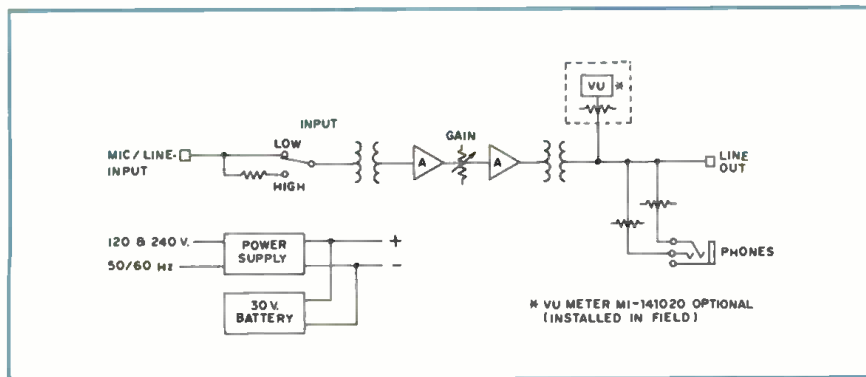 VU *
INPUT
GAIN
LOW
MIC/LINE-
INPUT
A
A
LINE
OUT
HIGH
120 & 240 V.
50/60 HZ
POWER
SUPPLY
+
-
PHONES
30 V.
BATTERY
* VU METER MI-141020 OPTIONAL
(INSTALLED IN FIELD)